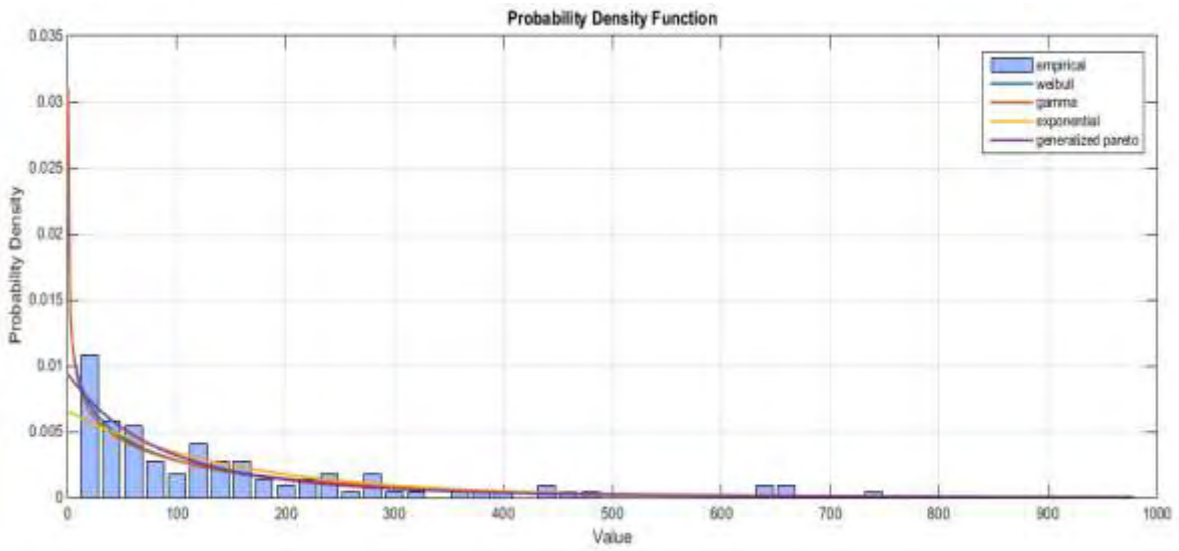 Probability Density Function
0.035
0.03
0.025
0.02
0.015
0.01
0.005
0
Probability Density
empirical
weibull
gamma
exponential
generalized pareto
0 100 200 300 400 500 600 700 800 900 1000
Value